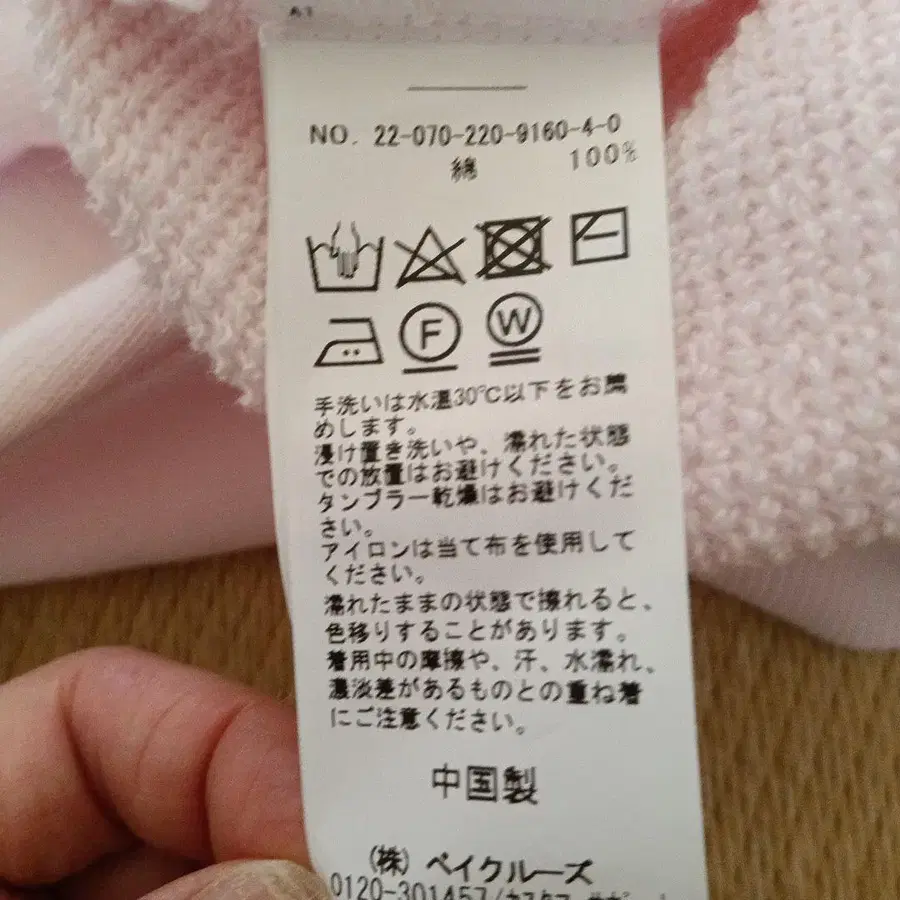 NO. 22-070-220-9160-4-0
綿 100%
F W
手洗いは水温30℃以下をお薦
めします。
浸け置き洗いや、濡れた状態
での放置はお避けください。
タンブラー乾燥はお避けくだ
さい。
アイロンは当て布を使用して
ください。
濡れたままの状態で擦れると、
色移りすることがあります。
着用中の摩擦や、汗、水濡れ、
濃淡差があるものとの重ね着
にご注意ください。
中国製
(株) ベイクルーズ
0120-301457